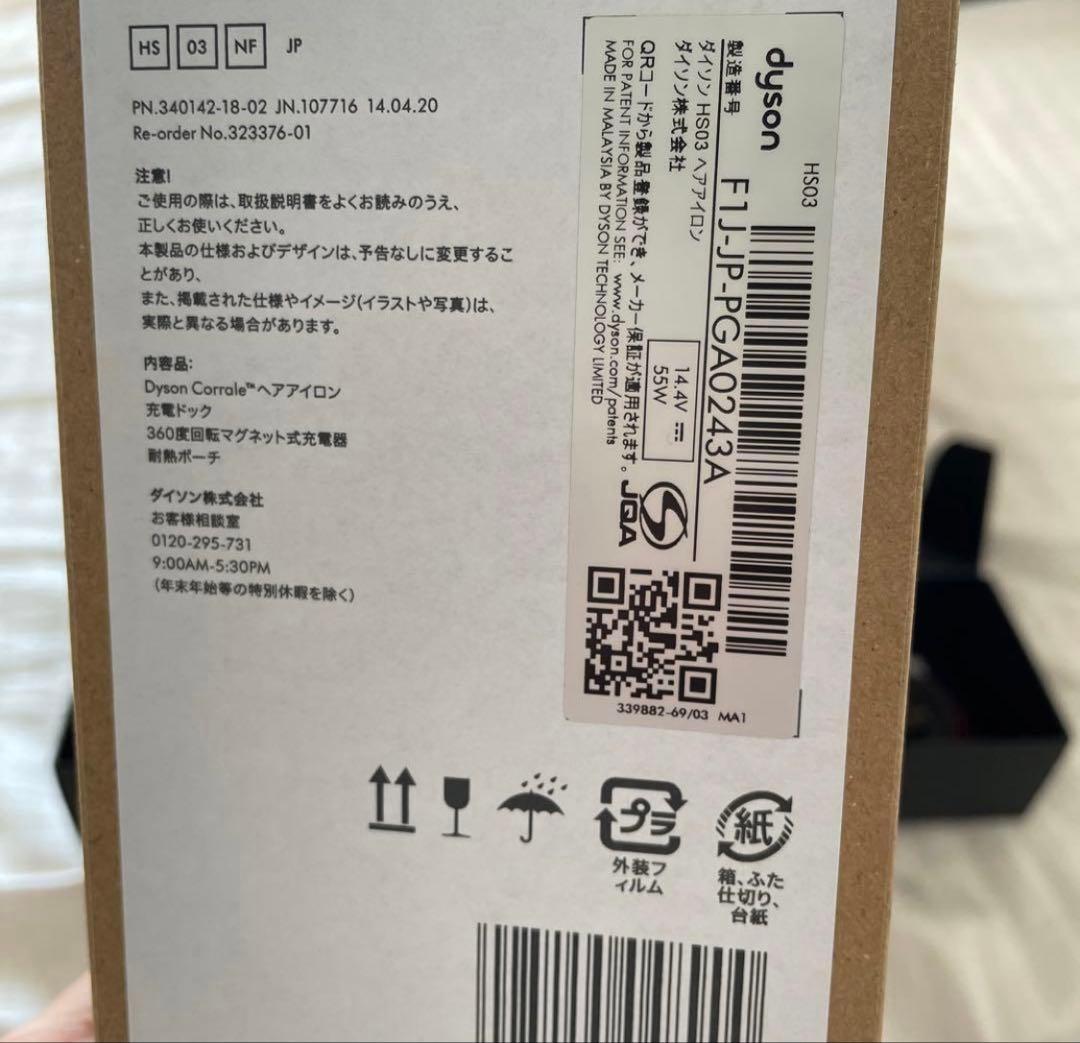 HS 03 NF JP
PN.340142-18-02 JN.107716 14.04.20
Re-order No.323376-01
注意!
ご使用の際は、取扱説明書をよくお読みのうえ、
正しくお使いください。
本製品の仕様およびデザインは、予告なしに変更するこ
とがあり、
また、掲載された仕様やイメージ(イラストや写真)は、
実際と異なる場合があります。
内容品:
Dyson Corrale™ヘアアイロン
充電ドック
360度回転マグネット式充電器
耐熱ポーチ
ダイソン株式会社
お客様相談室
0120-295-731
9:00AM-5:30PM
(年末年始等の特別休暇を除く)
dyson HS03
製造番号 F1J-JP-PGA0243A
ダイソン HS03 ヘアアイロン
ダイソン株式会社
14.4V ⎓
55W
QRコードから製品登録ができ、メーカー保証が適用されます。
FOR PATENT INFORMATION SEE: www.dyson.com/patents
MADE IN MALAYSIA BY DYSON TECHNOLOGY LIMITED
S
JQA
339882-69/03 MA1
プラ
外装フ
ィルム
紙
箱、ふた
仕切り、
台紙